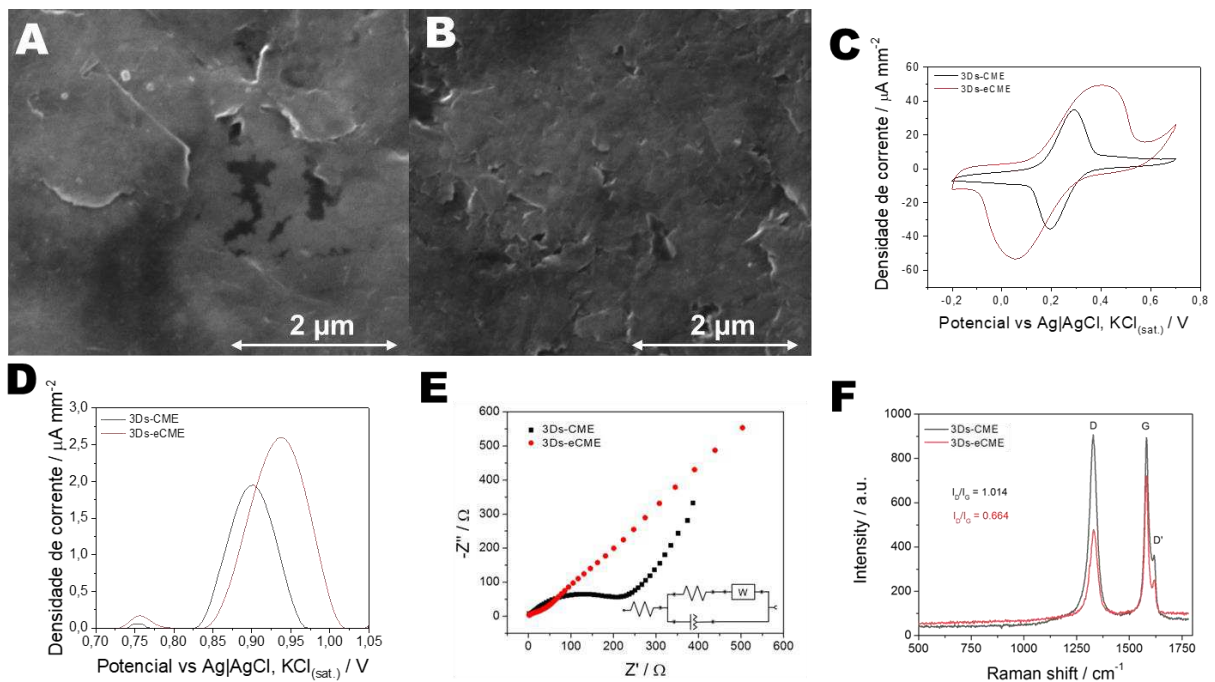 A
2 µm
B
2 µm
C
Densidade de corrente / µA mm-2
60
40
20
0
-20
-40
-60
3Ds-CME
3Ds-eCME
-0,2 0,0 0,2 0,4 0,6 0,8
Potencial vs Ag|AgCl, KCl(sat.) / V
D
Densidade de corrente / µA mm-2
3,0
2,5
2,0
1,5
1,0
0,5
0,0
3Ds-CME
3Ds-eCME
0,70 0,75 0,80 0,85 0,90 0,95 1,00 1,05
Potencial vs Ag|AgCl, KCl(sat.) / V
E
-Z''/ Ω
600
500
400
300
200
100
0
3Ds-CME
3Ds-eCME
W
0 100 200 300 400 500 600
Z' / Ω
F
Intensity / a.u.
1000
900
800
700
600
500
400
300
200
100
0
3Ds-CME
3Ds-eCME
D
G
D'
ID/IG = 1.014
ID/IG = 0.664
500 750 1000 1250 1500 1750
Raman shift / cm-1